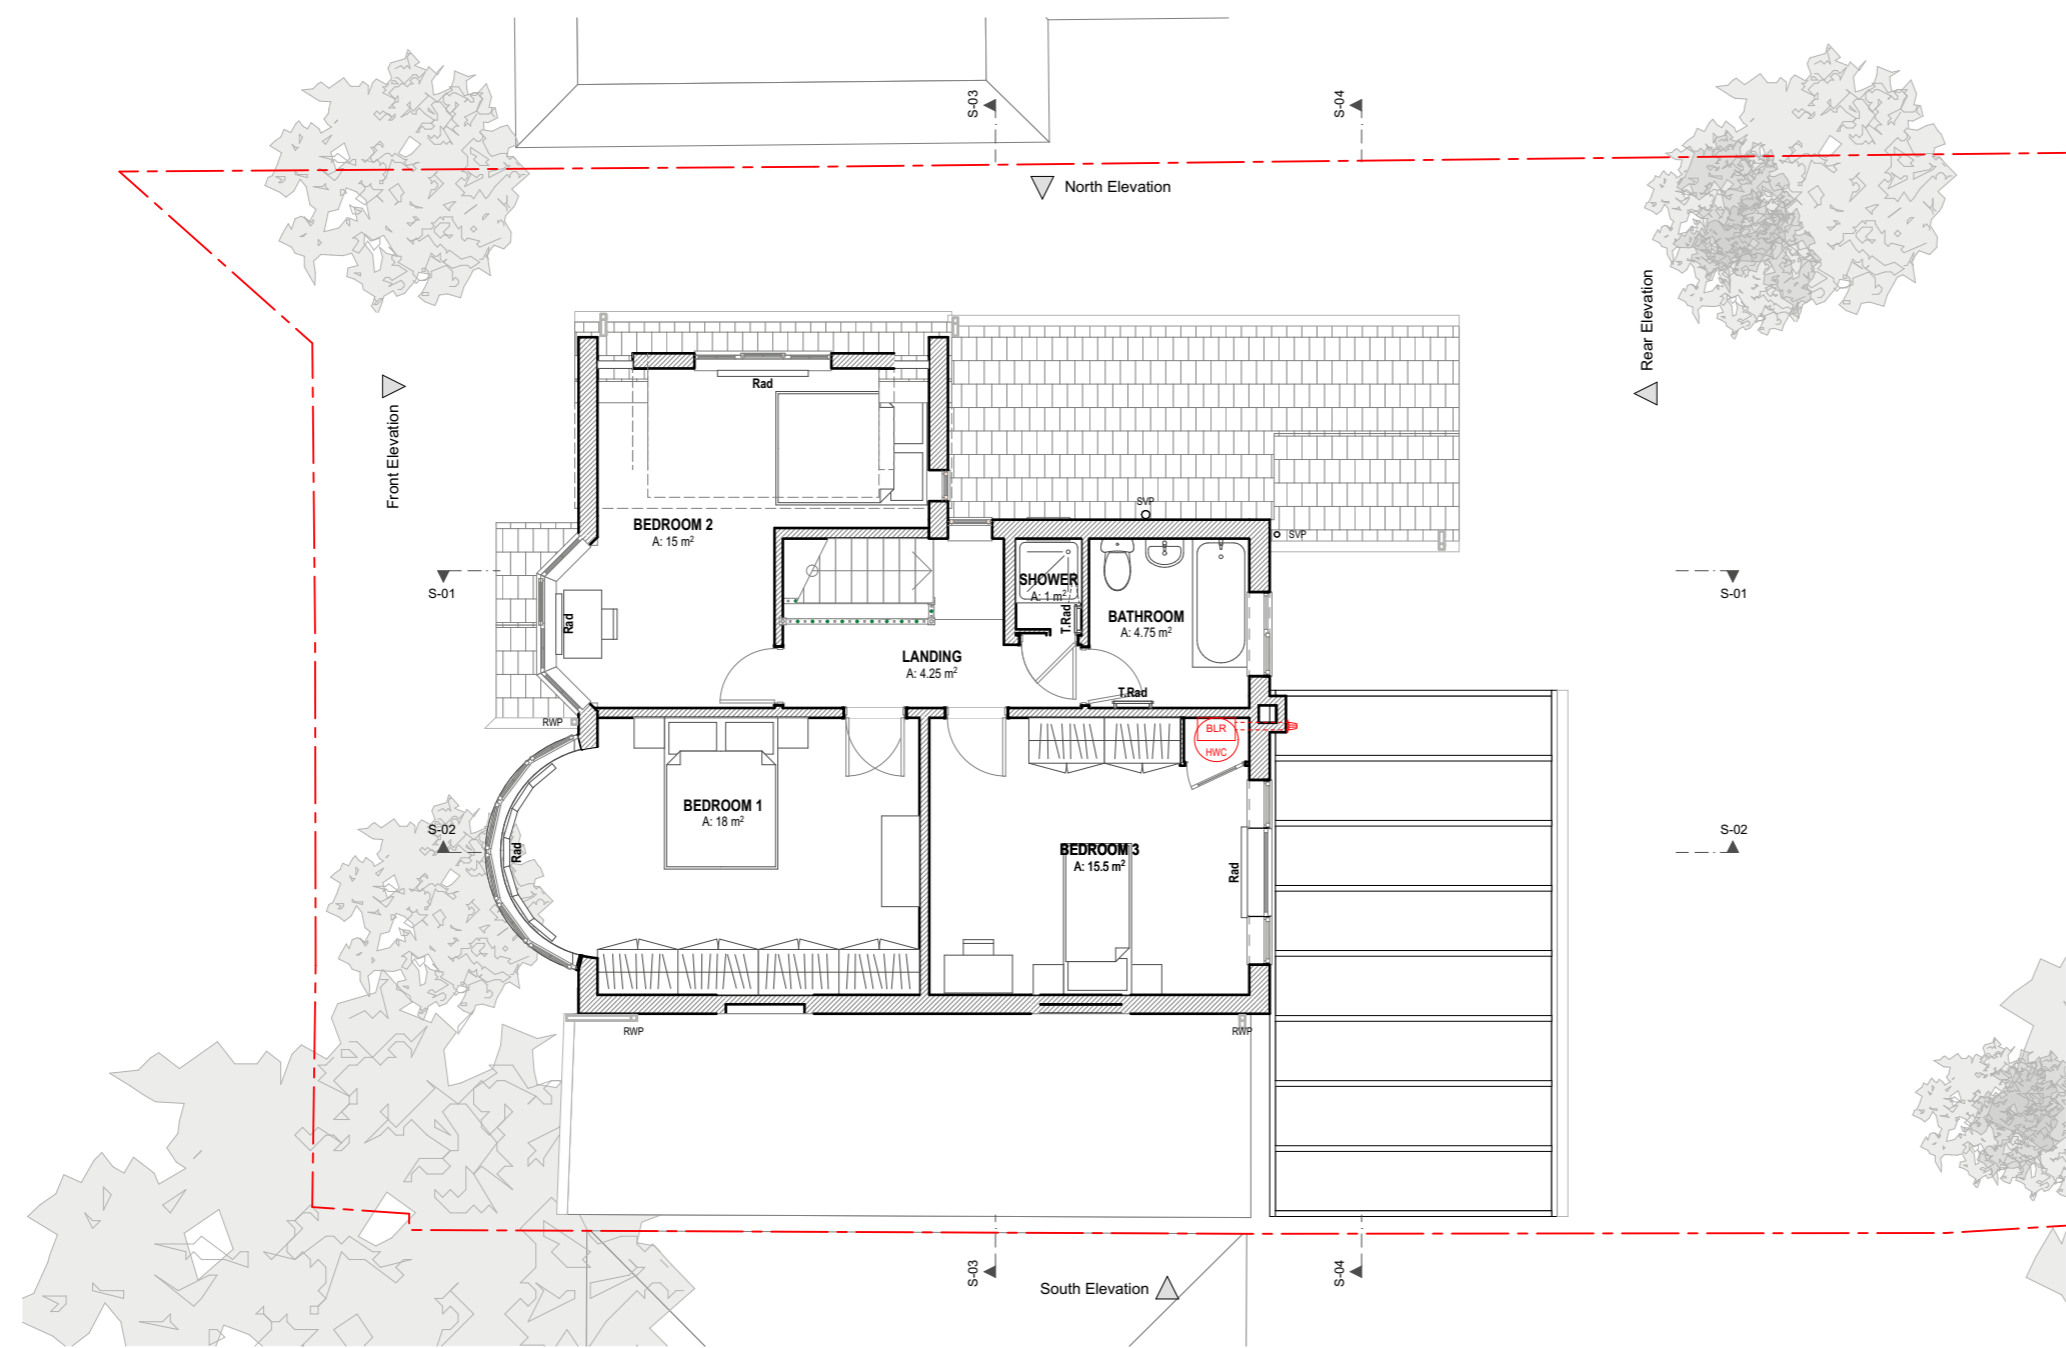 S-03
S-04
North Elevation
Rear Elevation
Front Elevation
Rad
SVP
SVP
BEDROOM 2
A: 15 m²
S-01
S-01
SHOWER
A: 1 m²
T.Rad
Rad
BATHROOM
A: 4.75 m²
LANDING
A: 4.25 m²
T.Rad
RWP
BLR
HWC
BEDROOM 1
A: 18 m²
S-02
S-02
Rad
BEDROOM 3
A: 15.5 m²
Rad
RWP
RWP
S-03
S-04
South Elevation